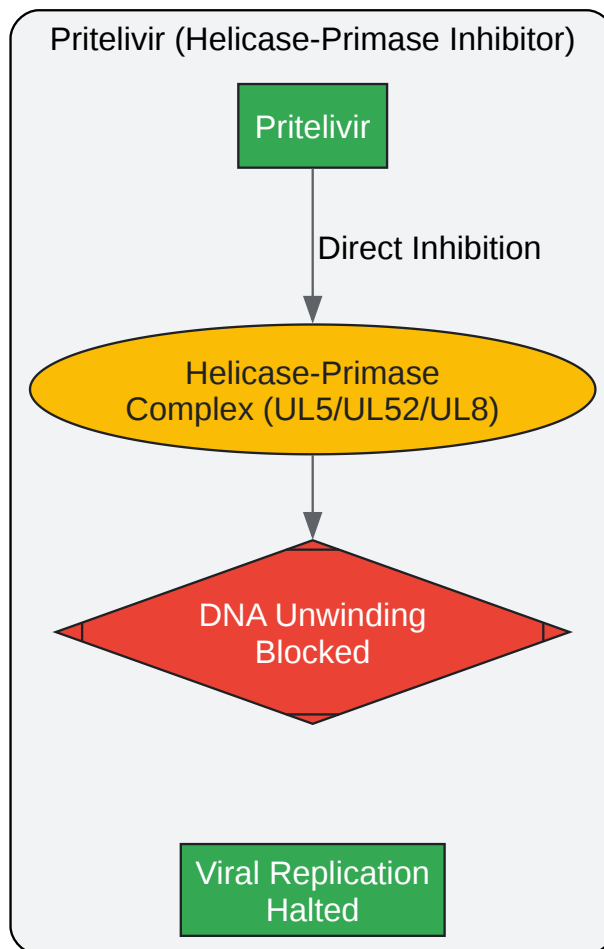 Pritelivir (Helicase-Primase Inhibitor)
Pritelivir
Direct Inhibition
Helicase-Primase
Complex (UL5/UL52/UL8)
DNA Unwinding
Blocked
Viral Replication
Halted